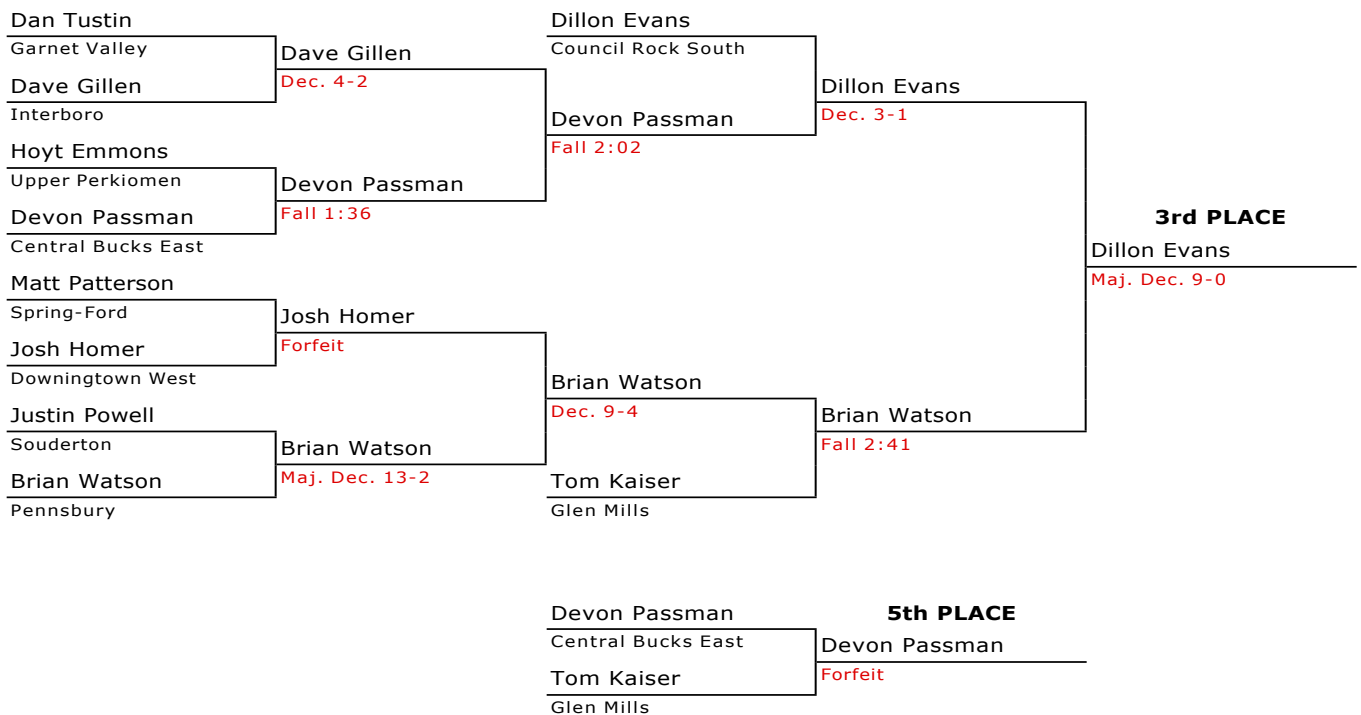 Dan Tustin
Garnet Valley
Dave Gillen
Interboro
Hoyt Emmons
Upper Perkiomen
Devon Passman
Central Bucks East
Matt Patterson
Spring-Ford
Josh Homer
Downingtown West
Justin Powell
Souderton
Brian Watson
Pennsbury
Dave Gillen
Dec. 4-2
Devon Passman
Fall 1:36
Josh Homer
Forfeit
Brian Watson
Maj. Dec. 13-2
Dillon Evans
Council Rock South
Devon Passman
Fall 2:02
Brian Watson
Dec. 9-4
Tom Kaiser
Glen Mills
Dillon Evans
Dec. 3-1
Brian Watson
Fall 2:41
3rd PLACE
Dillon Evans
Maj. Dec. 9-0
Devon Passman
Central Bucks East
Tom Kaiser
Glen Mills
5th PLACE
Devon Passman
Forfeit